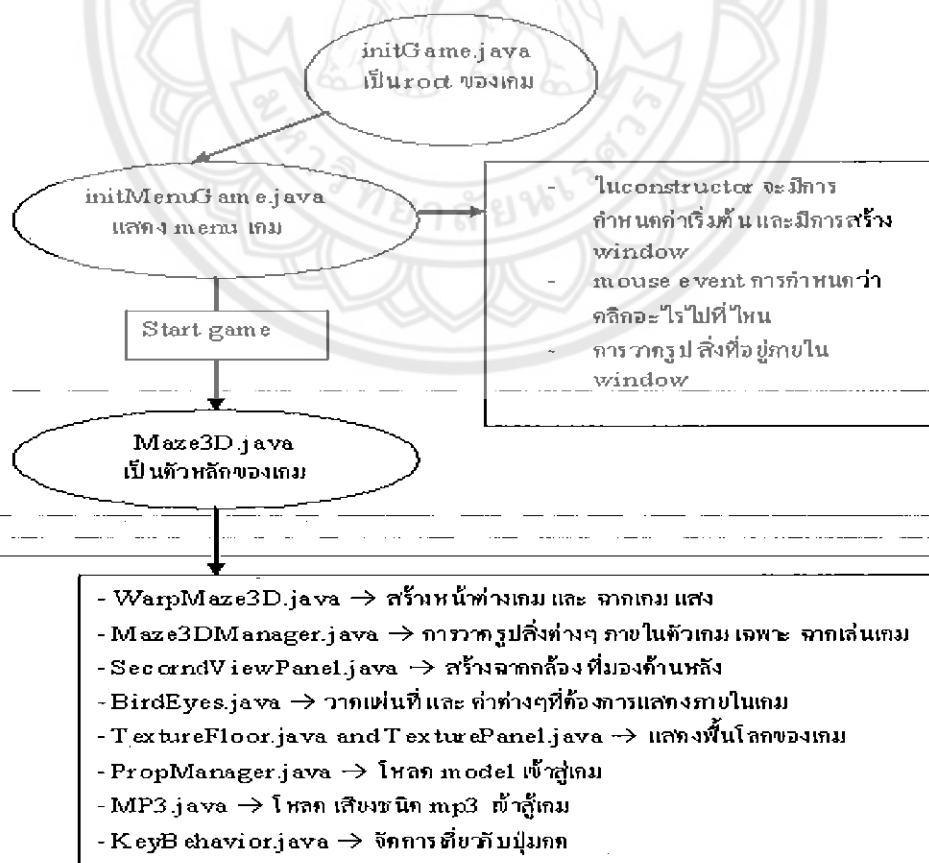 initGame.java
เป็นroot ของเกม
มหาวิทยาลัยนเรศวร
initMenuGame.java
แสดง menu เกม
- ในconstructor จะมีการ
กำหนดค่าเริ่มต้น และมีการสร้าง
window
- mouse event การกำหนดว่า
คลิกอะไรไปที่ไหน
- การวาดรูป สิ่งที่อยู่ภายใน
window
Start game
Maze3D.java
เป็นตัวหลักของเกม
- WarpMaze3D.java → สร้างหน้าต่างเกม และ ฉากเกม แสง
- Maze3DManager.java → การวาดรูปสิ่งต่างๆ ภายในตัวเกม เฉพาะ ฉากเล่นเกม
- SecorndViewPanel.java → สร้างฉากกล้อง ที่มองด้านหลัง
- BirdEyes.java → วาดแผ่นที่ และ ค่าต่างๆที่ต้องการแสดงภายในเกม
- TextureFloor.java andTexturePanel.java → แสดงพื้นโลกของเกม
- PropManager.java → โหลด model เข้าสู่เกม
- MP3.java → โหลด เสียงชนิด mp3 เข้าสู้เกม
- KeyBehavior.java → จัดการเกี่ยวกับปุ่มกด